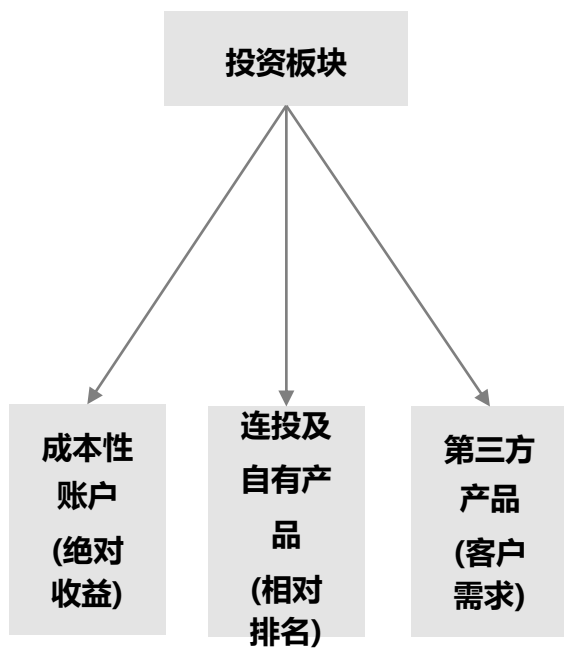 投资板块
成本性
账户
(绝对
收益)
连投及
自有产
品
(相对
排名)
第三方
产品
(客户
需求)